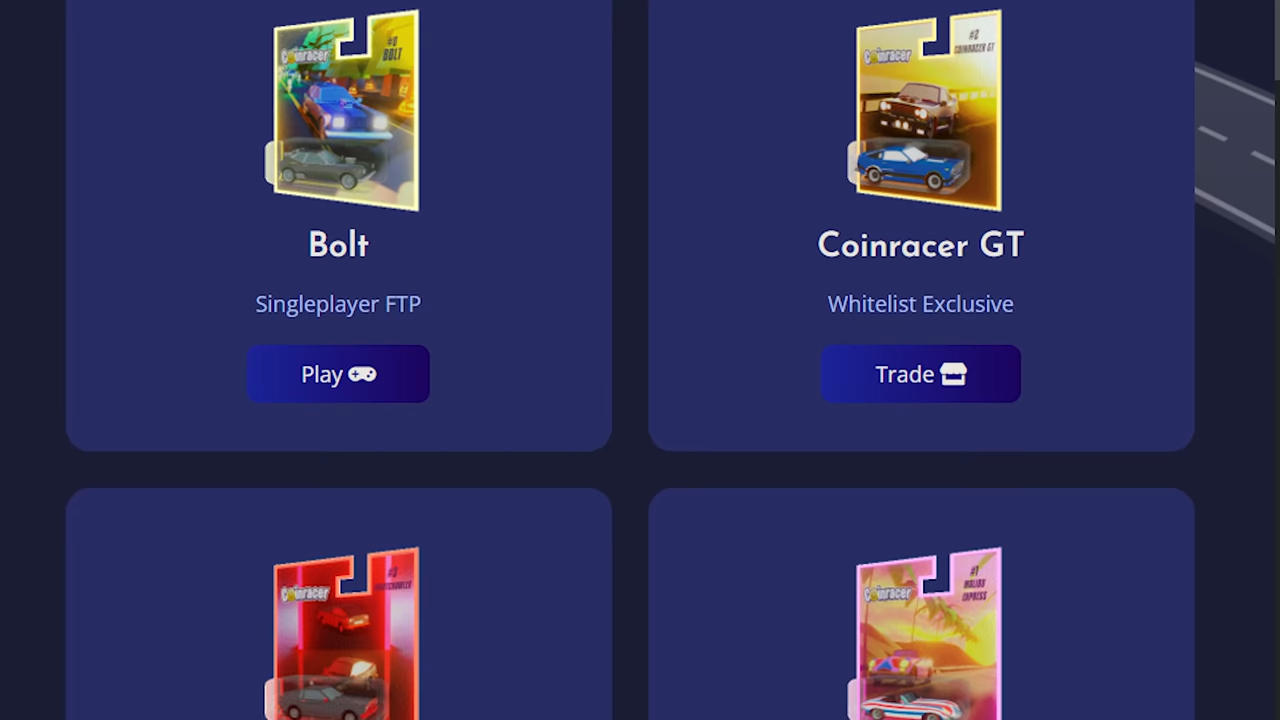 Coinracer
#0
BOLT
Bolt
Singleplayer FTP
Play
Coinracer
#2
COINRACER GT
Coinracer GT
Whitelist Exclusive
Trade
Coinracer
#3
Coinracer
#1
MALIBU
EXPRESS